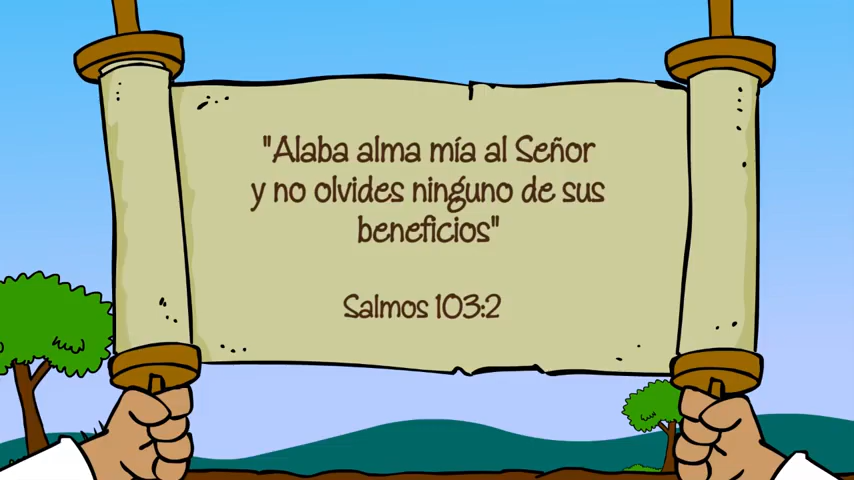 "Alaba alma mía al Señor
y no olvides ninguno de sus
beneficios"
Salmos 103:2